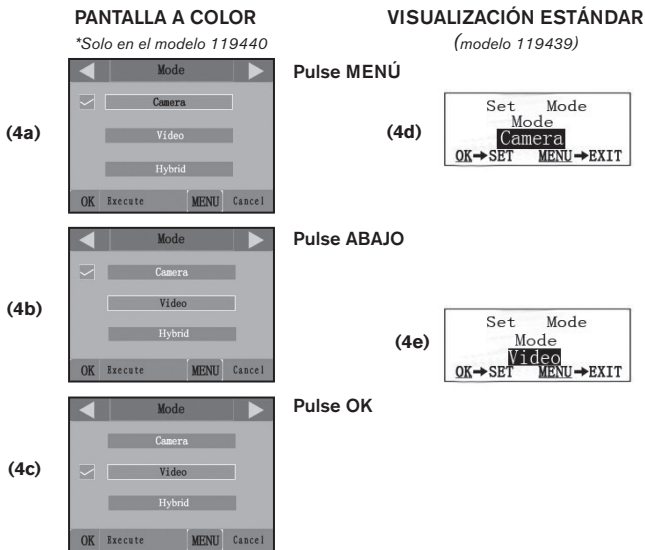 PANTALLA A COLOR
*Solo en el modelo 119440
VISUALIZACIÓN ESTÁNDAR
(modelo 119439)
(4a)
Mode
Camera
Video
Hybrid
OK Execute MENU Cancel
Pulse MENÚ
(4d)
Set Mode
Mode
Camera
OK→SET MENU→EXIT
(4b)
Mode
Camera
Video
Hybrid
OK Execute MENU Cancel
Pulse ABAJO
(4e)
Set Mode
Mode
Video
OK→SET MENU→EXIT
(4c)
Mode
Camera
Video
Hybrid
OK Execute MENU Cancel
Pulse OK